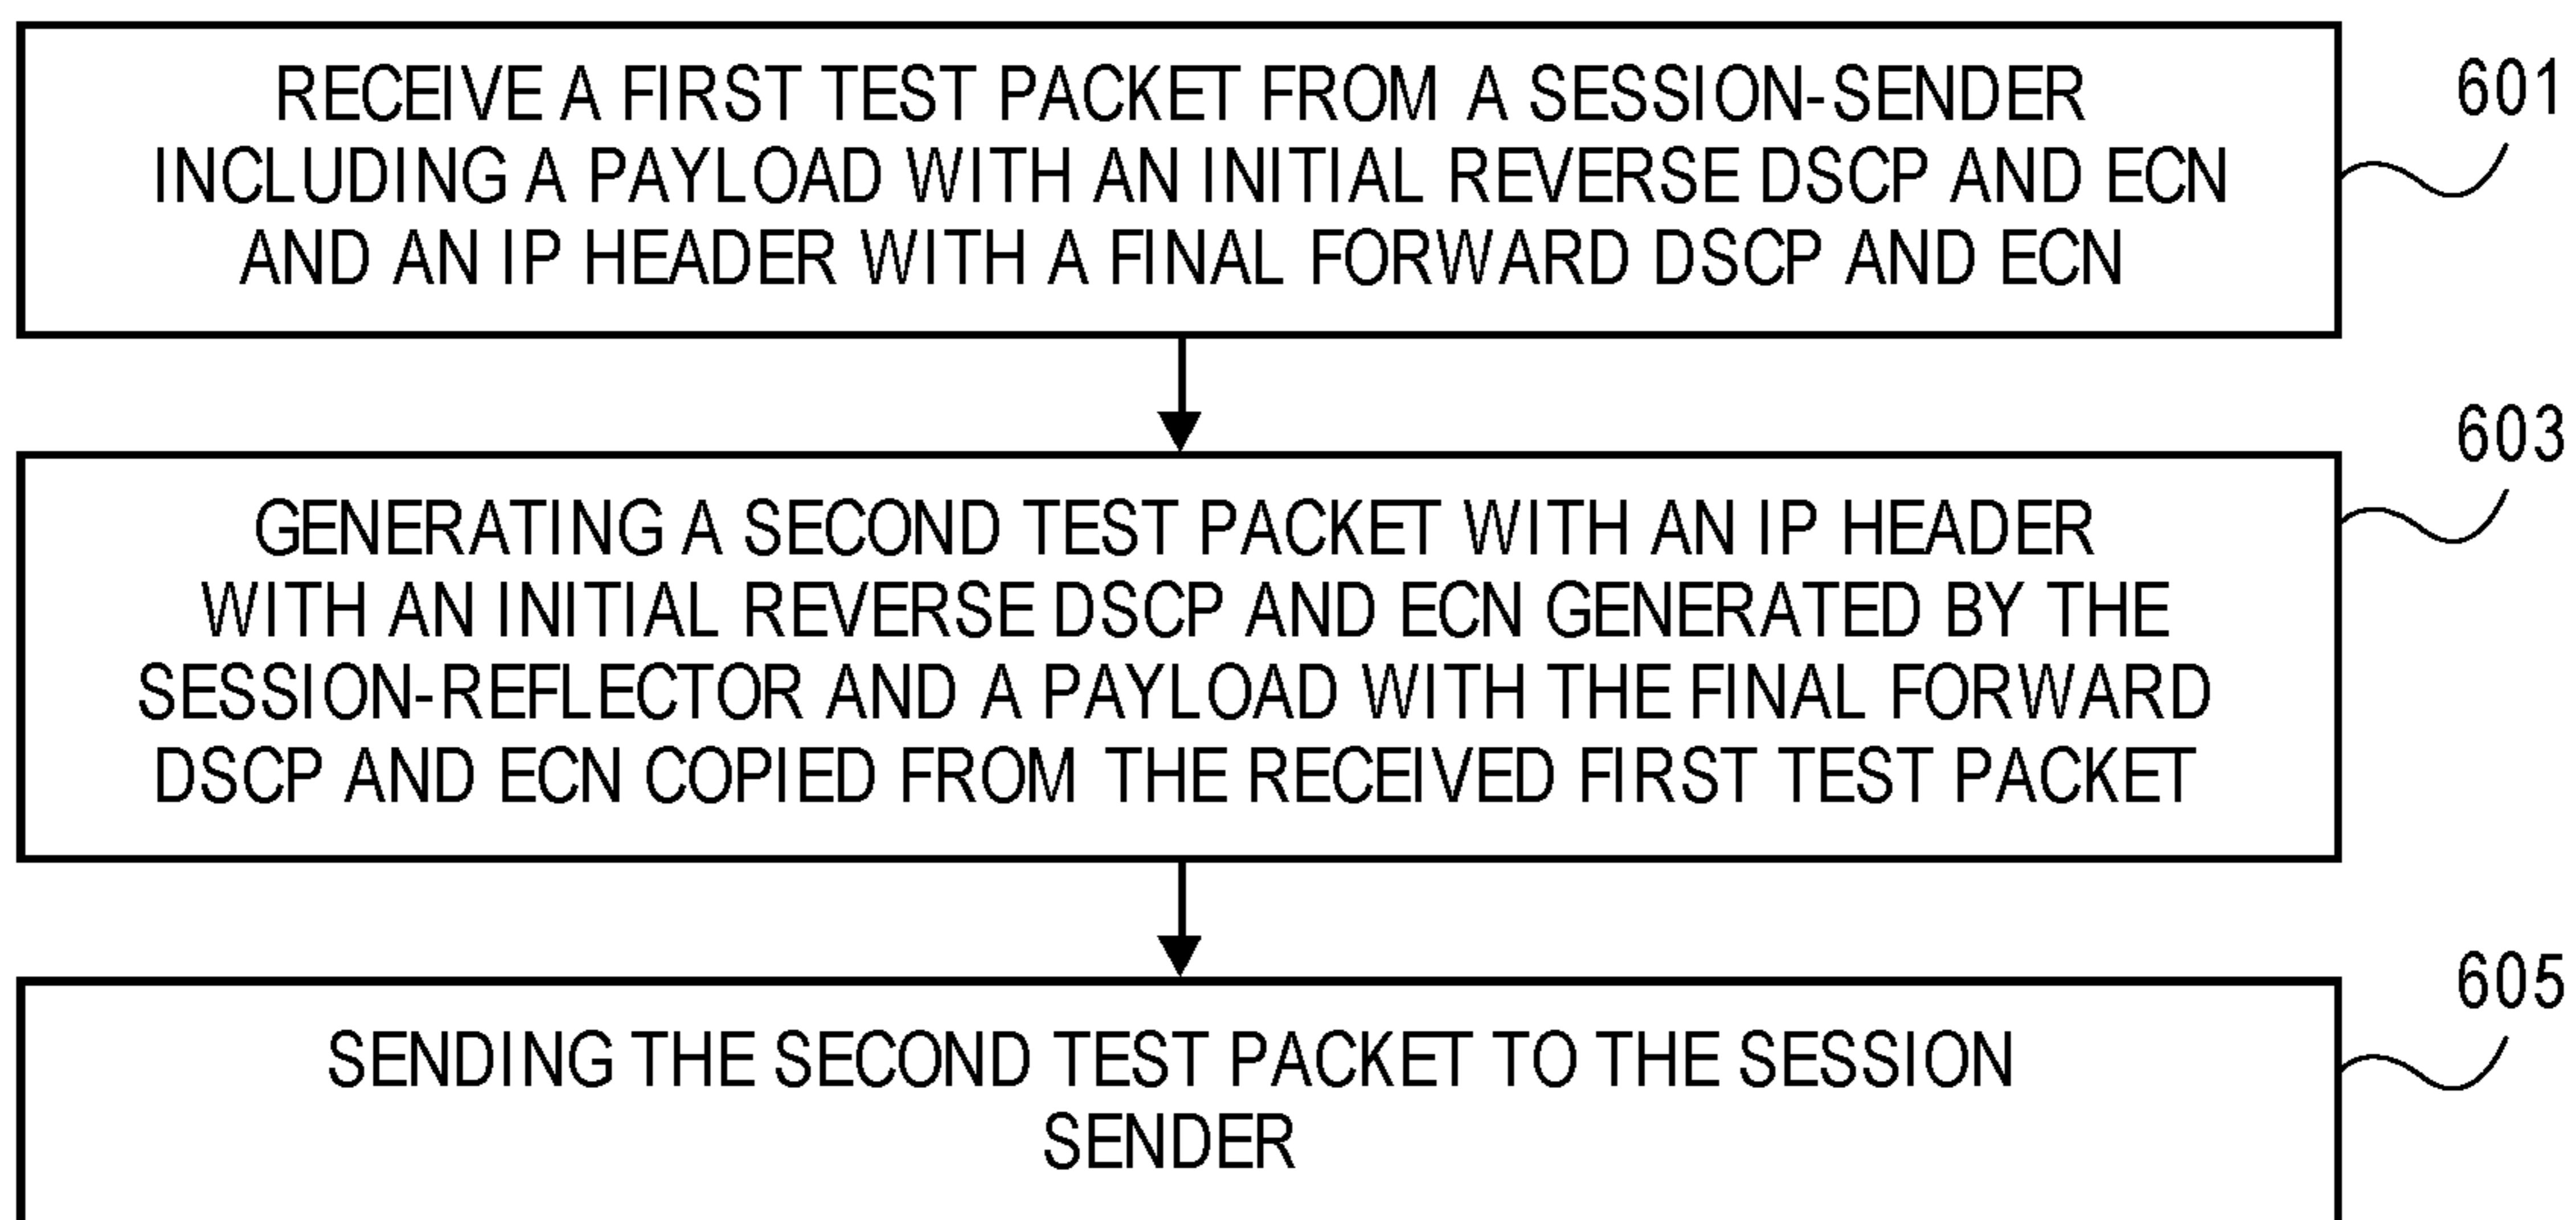 RECEIVE A FIRST TEST PACKET FROM A SESSION-SENDER
INCLUDING A PAYLOAD WITH AN INITIAL REVERSE DSCP AND ECN
AND AN IP HEADER WITH A FINAL FORWARD DSCP AND ECN
601
GENERATING A SECOND TEST PACKET WITH AN IP HEADER
WITH AN INITIAL REVERSE DSCP AND ECN GENERATED BY THE
SESSION-REFLECTOR AND A PAYLOAD WITH THE FINAL FORWARD
DSCP AND ECN COPIED FROM THE RECEIVED FIRST TEST PACKET
603
SENDING THE SECOND TEST PACKET TO THE SESSION
SENDER
605